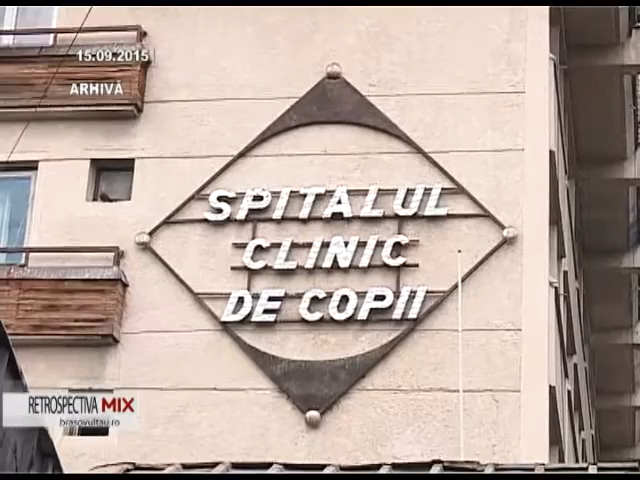 15.09.2015
ARHIVĂ
SPITALUL
CLINIC
DE COPII
RETROSPECTIVA MIX
brasovultau.ro